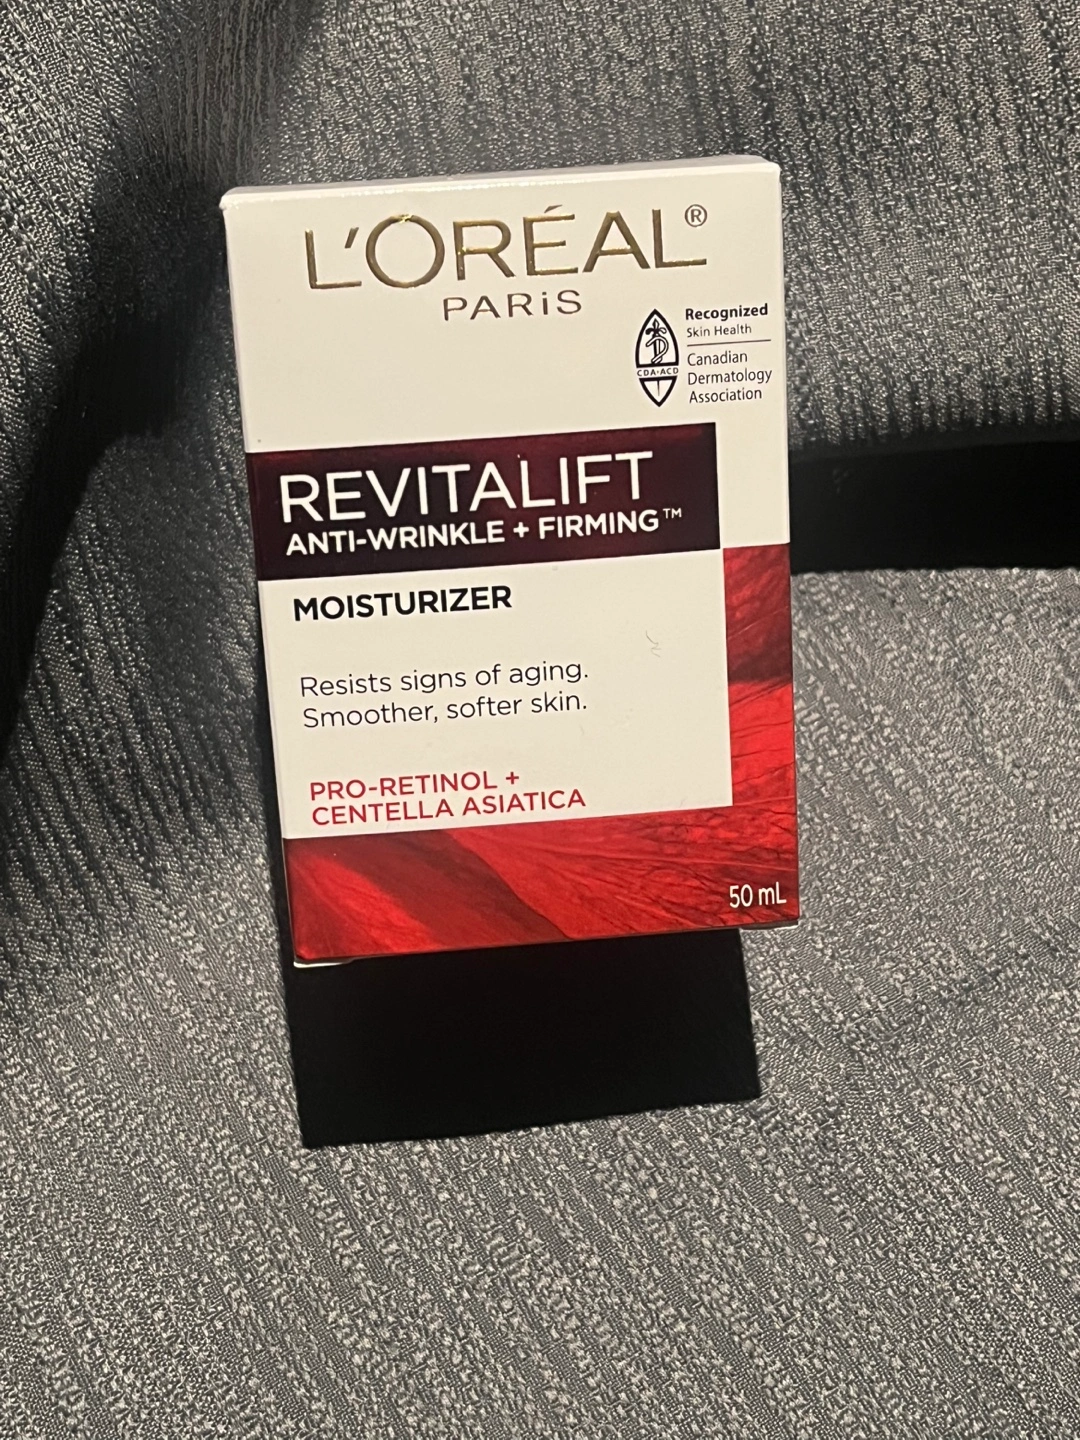 L'ORÉAL®
PARiS
Recognized
Skin Health
Canadian
Dermatology
Association
CDA-ACD
REVITALIFT
ANTI-WRINKLE + FIRMING™
MOISTURIZER
Resists signs of aging.
Smoother, softer skin.
PRO-RETINOL +
CENTELLA ASIATICA
50 mL